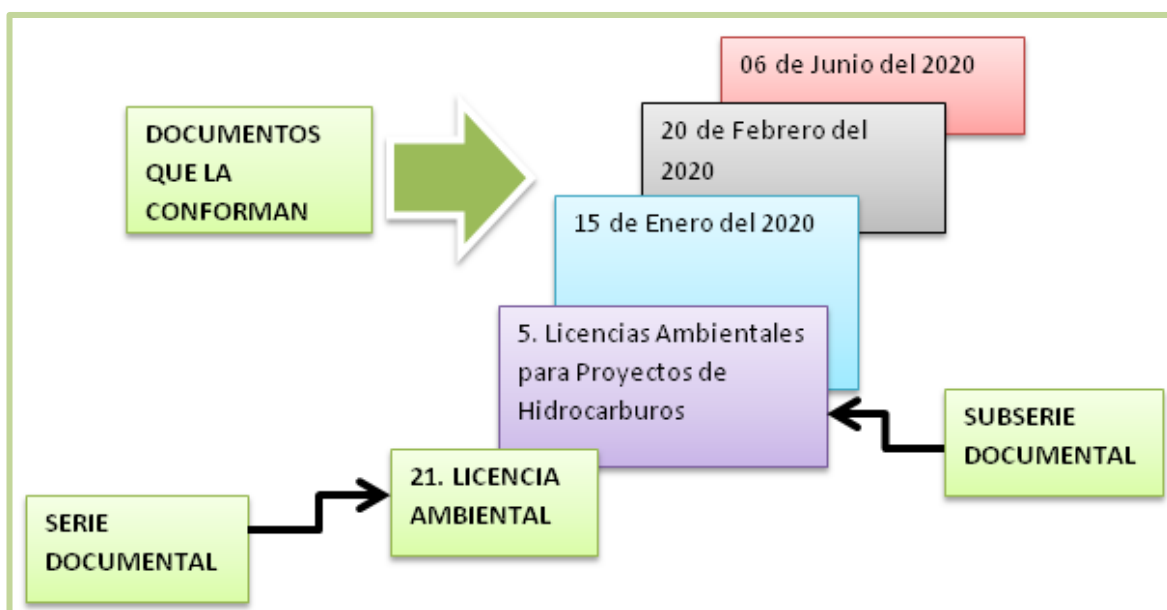 06 de Junio del 2020
DOCUMENTOS
QUE LA
CONFORMAN
20 de Febrero del
2020
15 de Enero del 2020
5. Licencias Ambientales
para Proyectos de
Hidrocarburos
SUBSERIE
DOCUMENTAL
21. LICENCIA
AMBIENTAL
SERIE
DOCUMENTAL